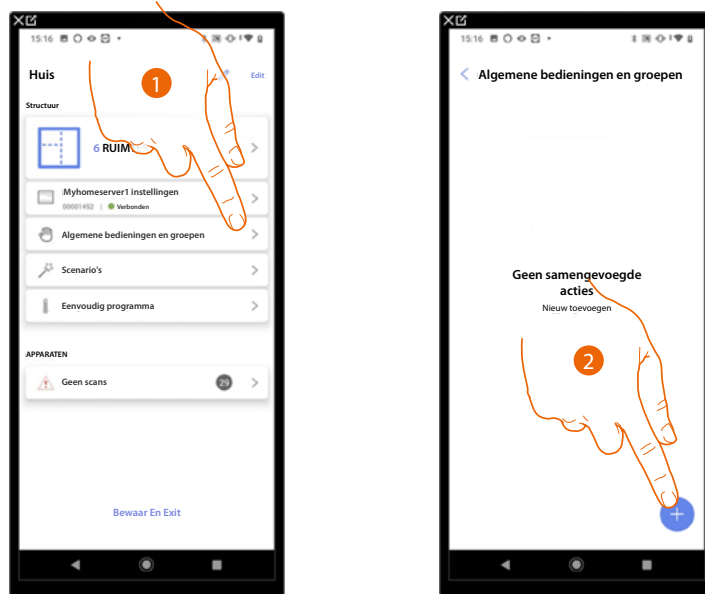 15:16
Huis
Edit
Structuur
6 RUIM
Myhomeserver1 instellingen
00001452 | Verbonden
Algemene bedieningen en groepen
Scenario's
Eenvoudig programma
APPARATEN
Geen scans
29
Bewaar En Exit
1
15:16
Algemene bedieningen en groepen
Geen samengevoegde
acties
Nieuw toevoegen
2